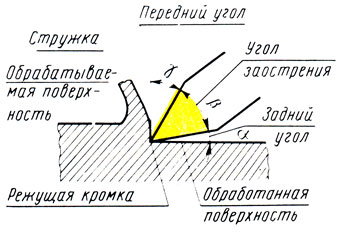 Передний угол
Стружка
Угол
заострения
Обрабатывае-
мая поверх-
ность
γ
β
Задний
угол
α
Режущая кромка
Обработанная
поверхность